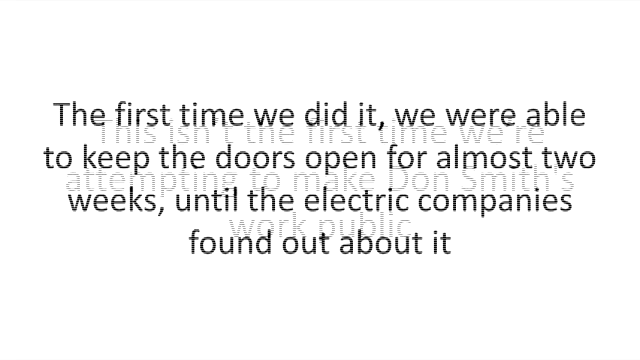 The first time we did it, we were able
to keep the doors open for almost two
weeks, until the electric companies
found out about it
This isn't the first time we're
attempting to make Don Smith's
work public